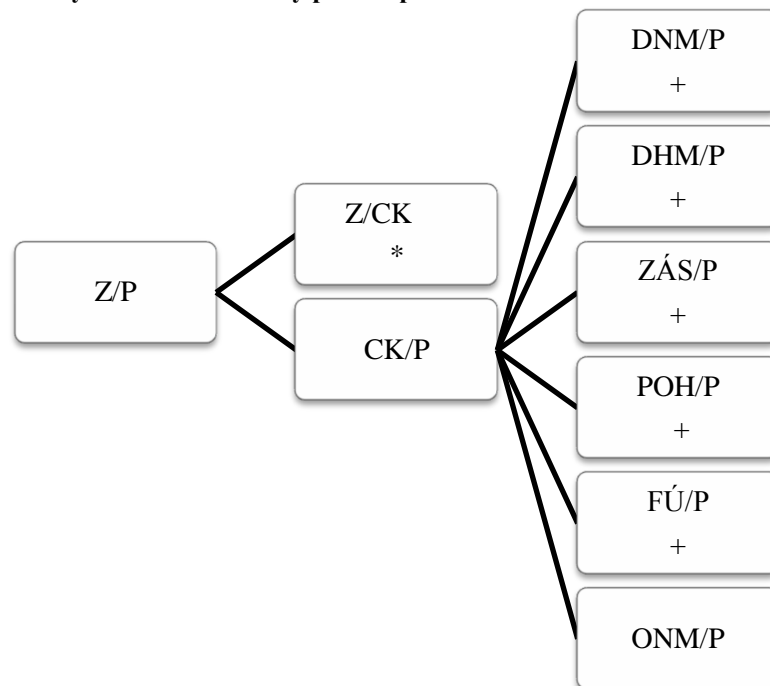 Z/P
Z/CK
*
CK/P
DNM/P
+
DHM/P
+
ZÁS/P
+
POH/P
+
FÚ/P
+
ONM/P